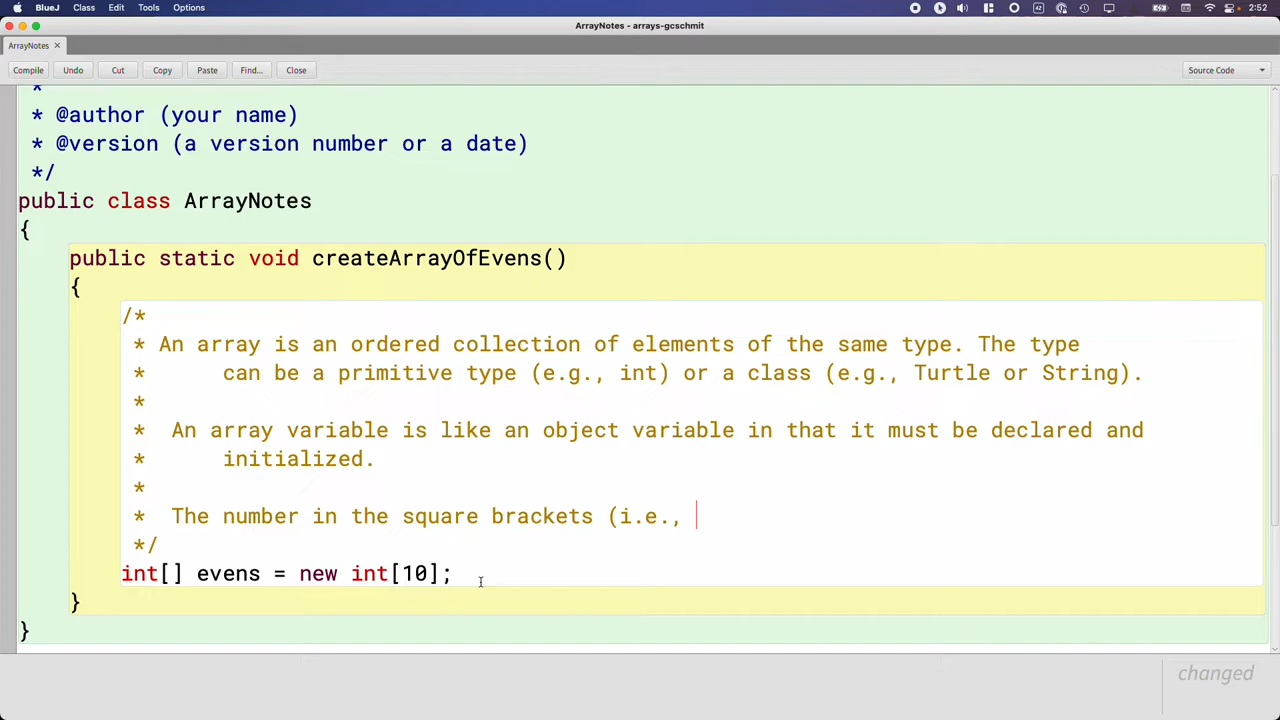 BlueJ Class Edit Tools Options 2:52
ArrayNotes - arrays-gcschmit
ArrayNotes ×
Compile Undo Cut Copy Paste Find... Close Source Code
*
* @author (your name)
* @version (a version number or a date)
*/
public class ArrayNotes
{
public static void createArrayOfEvens()
{
/*
* An array is an ordered collection of elements of the same type. The type
* can be a primitive type (e.g., int) or a class (e.g., Turtle or String).
*
* An array variable is like an object variable in that it must be declared and
* initialized.
*
* The number in the square brackets (i.e.,
*/
int[] evens = new int[10];
}
}
changed